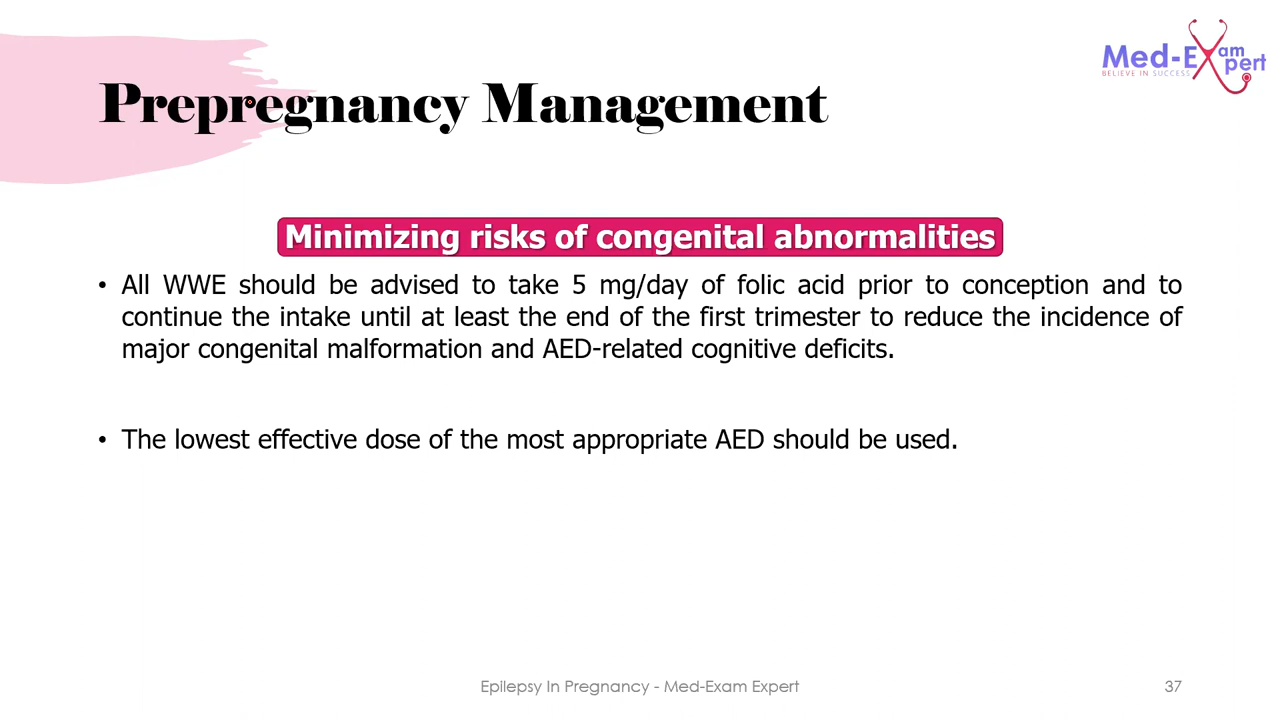 Med-Exam
pert
BELIEVE IN SUCCESS
Prepregnancy Management
Minimizing risks of congenital abnormalities
• All WWE should be advised to take 5 mg/day of folic acid prior to conception and to
continue the intake until at least the end of the first trimester to reduce the incidence of
major congenital malformation and AED-related cognitive deficits.
• The lowest effective dose of the most appropriate AED should be used.
Epilepsy In Pregnancy - Med-Exam Expert
37